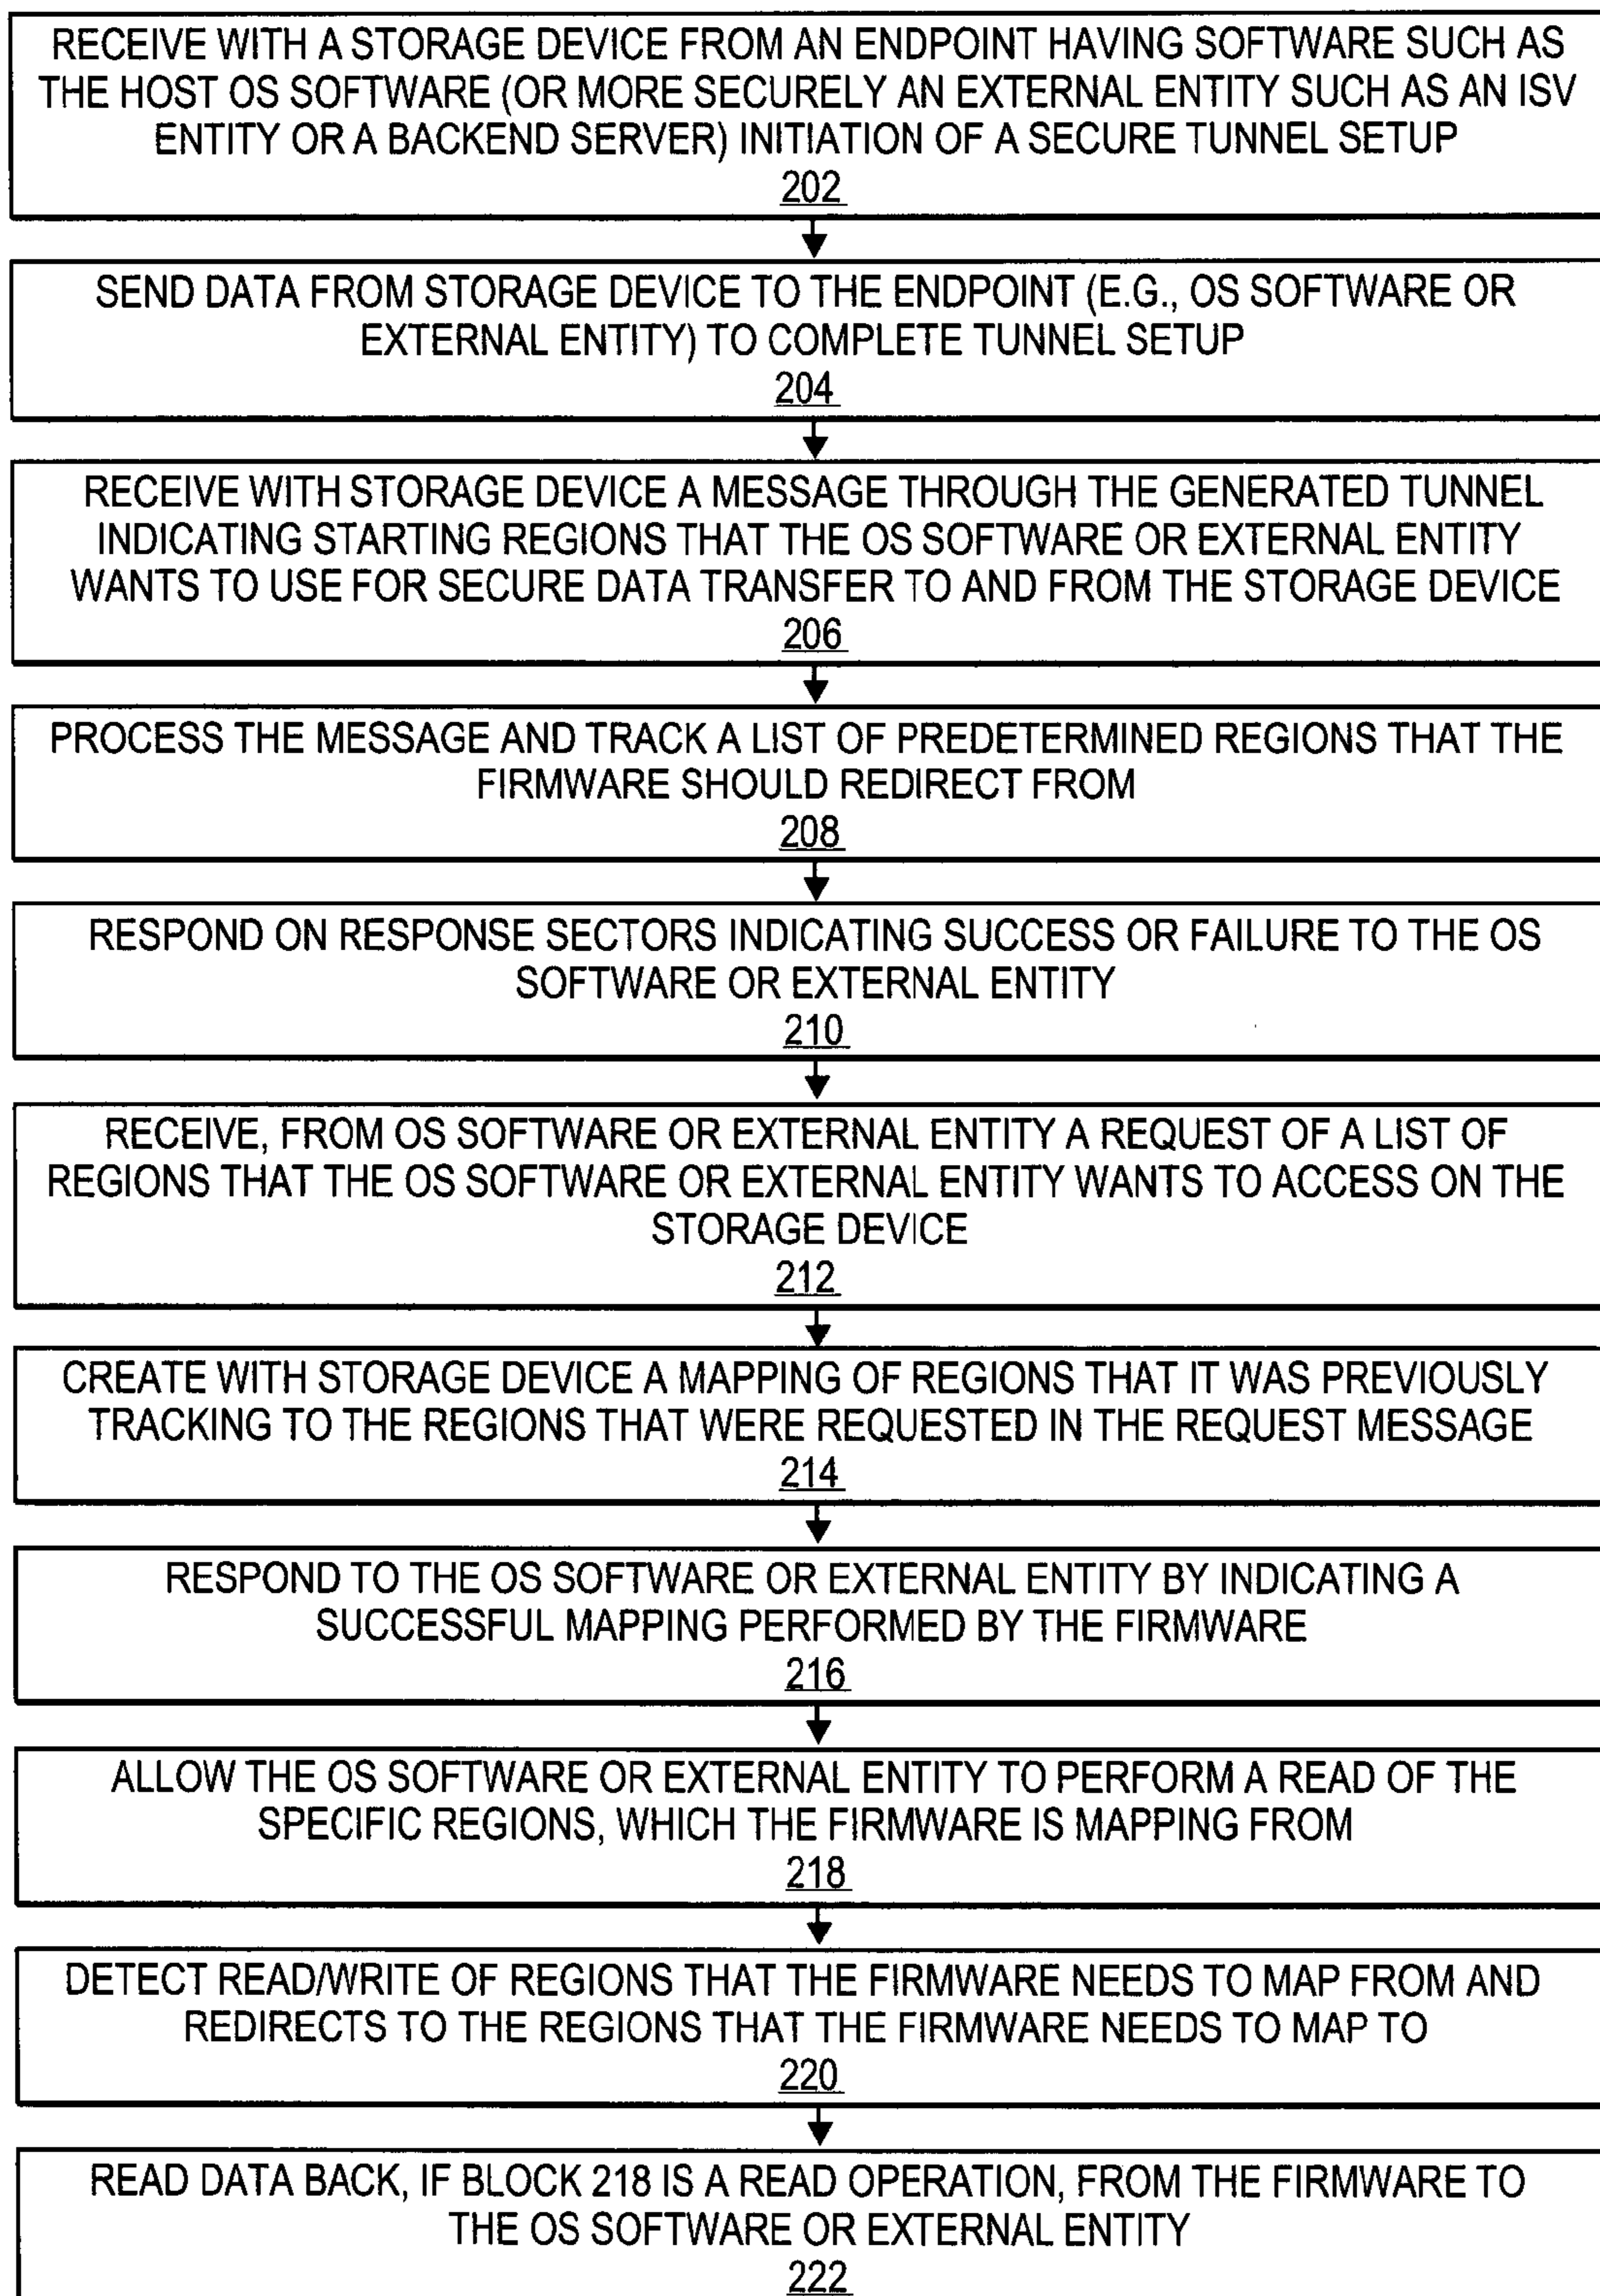 RECEIVE WITH A STORAGE DEVICE FROM AN ENDPOINT HAVING SOFTWARE SUCH AS
THE HOST OS SOFTWARE (OR MORE SECURELY AN EXTERNAL ENTITY SUCH AS AN ISV
ENTITY OR A BACKEND SERVER) INITIATION OF A SECURE TUNNEL SETUP
202
SEND DATA FROM STORAGE DEVICE TO THE ENDPOINT (E.G., OS SOFTWARE OR
EXTERNAL ENTITY) TO COMPLETE TUNNEL SETUP
204
RECEIVE WITH STORAGE DEVICE A MESSAGE THROUGH THE GENERATED TUNNEL
INDICATING STARTING REGIONS THAT THE OS SOFTWARE OR EXTERNAL ENTITY
WANTS TO USE FOR SECURE DATA TRANSFER TO AND FROM THE STORAGE DEVICE
206
PROCESS THE MESSAGE AND TRACK A LIST OF PREDETERMINED REGIONS THAT THE
FIRMWARE SHOULD REDIRECT FROM
208
RESPOND ON RESPONSE SECTORS INDICATING SUCCESS OR FAILURE TO THE OS
SOFTWARE OR EXTERNAL ENTITY
210
RECEIVE, FROM OS SOFTWARE OR EXTERNAL ENTITY A REQUEST OF A LIST OF
REGIONS THAT THE OS SOFTWARE OR EXTERNAL ENTITY WANTS TO ACCESS ON THE
STORAGE DEVICE
212
CREATE WITH STORAGE DEVICE A MAPPING OF REGIONS THAT IT WAS PREVIOUSLY
TRACKING TO THE REGIONS THAT WERE REQUESTED IN THE REQUEST MESSAGE
214
RESPOND TO THE OS SOFTWARE OR EXTERNAL ENTITY BY INDICATING A
SUCCESSFUL MAPPING PERFORMED BY THE FIRMWARE
216
ALLOW THE OS SOFTWARE OR EXTERNAL ENTITY TO PERFORM A READ OF THE
SPECIFIC REGIONS, WHICH THE FIRMWARE IS MAPPING FROM
218
DETECT READ/WRITE OF REGIONS THAT THE FIRMWARE NEEDS TO MAP FROM AND
REDIRECTS TO THE REGIONS THAT THE FIRMWARE NEEDS TO MAP TO
220
READ DATA BACK, IF BLOCK 218 IS A READ OPERATION, FROM THE FIRMWARE TO
THE OS SOFTWARE OR EXTERNAL ENTITY
222